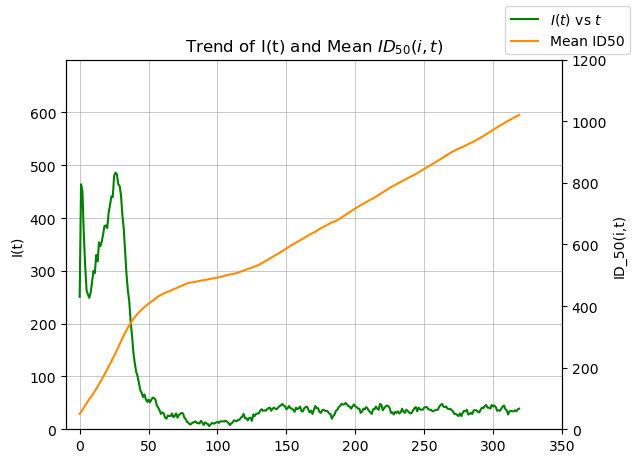 I(t) vs t
Mean ID50
Trend of I(t) and Mean ID₅₀(i, t)
600
500
400
300
200
100
0
I(t)
1200
1000
800
600
400
200
0
ID_50(i,t)
0 50 100 150 200 250 300 350